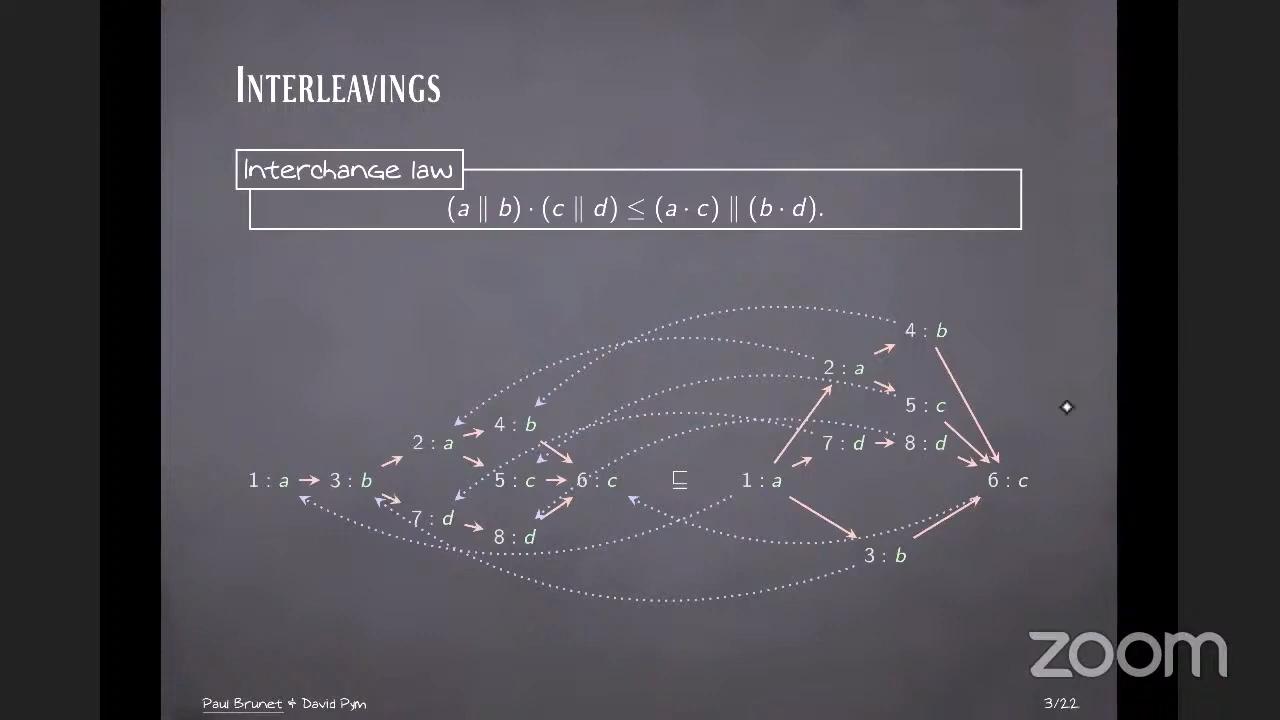 INTERLEAVINGS
Interchange law
(a ∥ b) · (c ∥ d) ≤ (a · c) ∥ (b · d).
4 : b
2 : a
5 : c
4 : b
2 : a
7 : d
8 : d
1 : a
3 : b
5 : c
6 : c
⊑
1 : a
6 : c
7 : d
8 : d
3 : b
zoom
Paul Brunet & David Pym
3/22